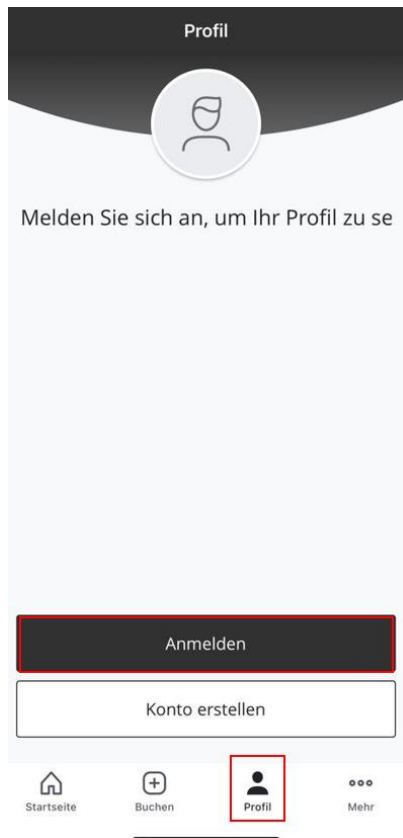 Profil
Melden Sie sich an, um Ihr Profil zu se
Anmelden
Konto erstellen
Startseite Buchen Profil Mehr